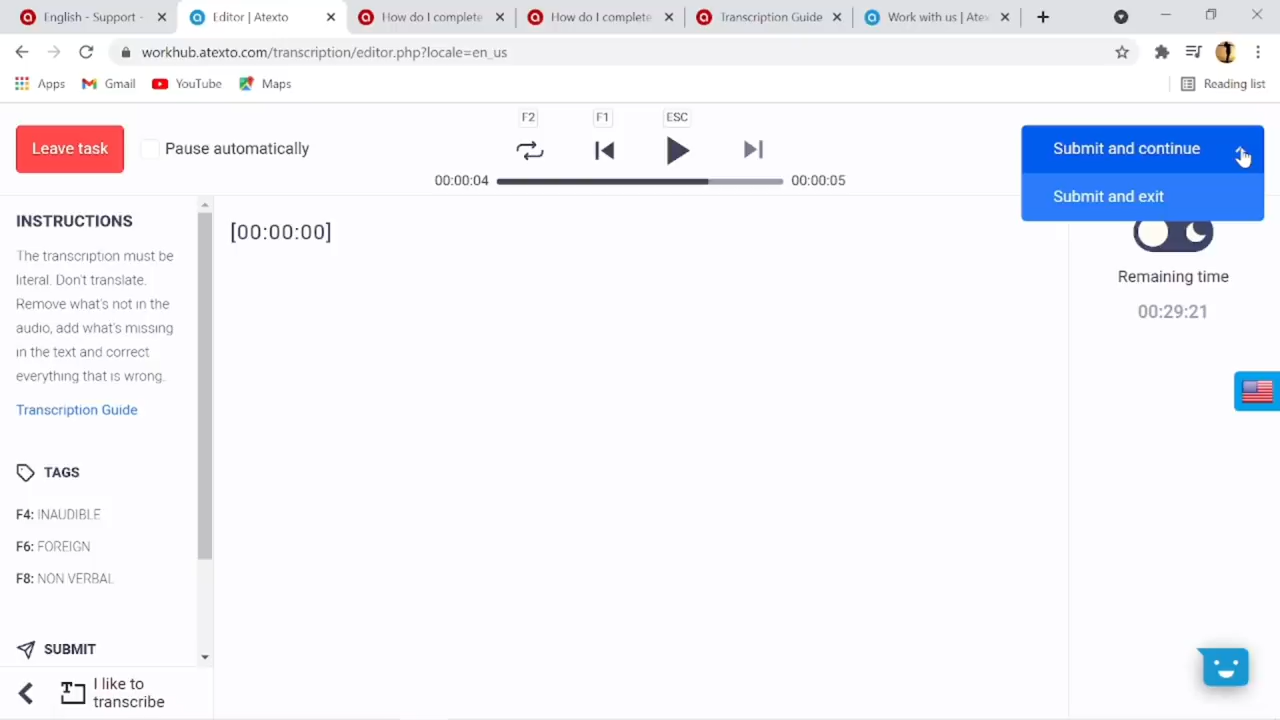 English - Support -
Editor | Atexto
How do I complete
How do I complete
Transcription Guide
Work with us | Atex
workhub.atexto.com/transcription/editor.php?locale=en_us
Apps
Gmail
YouTube
Maps
Reading list
F2
F1
ESC
Leave task
Pause automatically
Submit and continue
00:00:04
00:00:05
Submit and exit
INSTRUCTIONS
The transcription must be
literal. Don't translate.
Remove what's not in the
audio, add what's missing
in the text and correct
everything that is wrong.
Transcription Guide
[00:00:00]
Remaining time
00:29:21
TAGS
F4: INAUDIBLE
F6: FOREIGN
F8: NON VERBAL
SUBMIT
I like to
transcribe